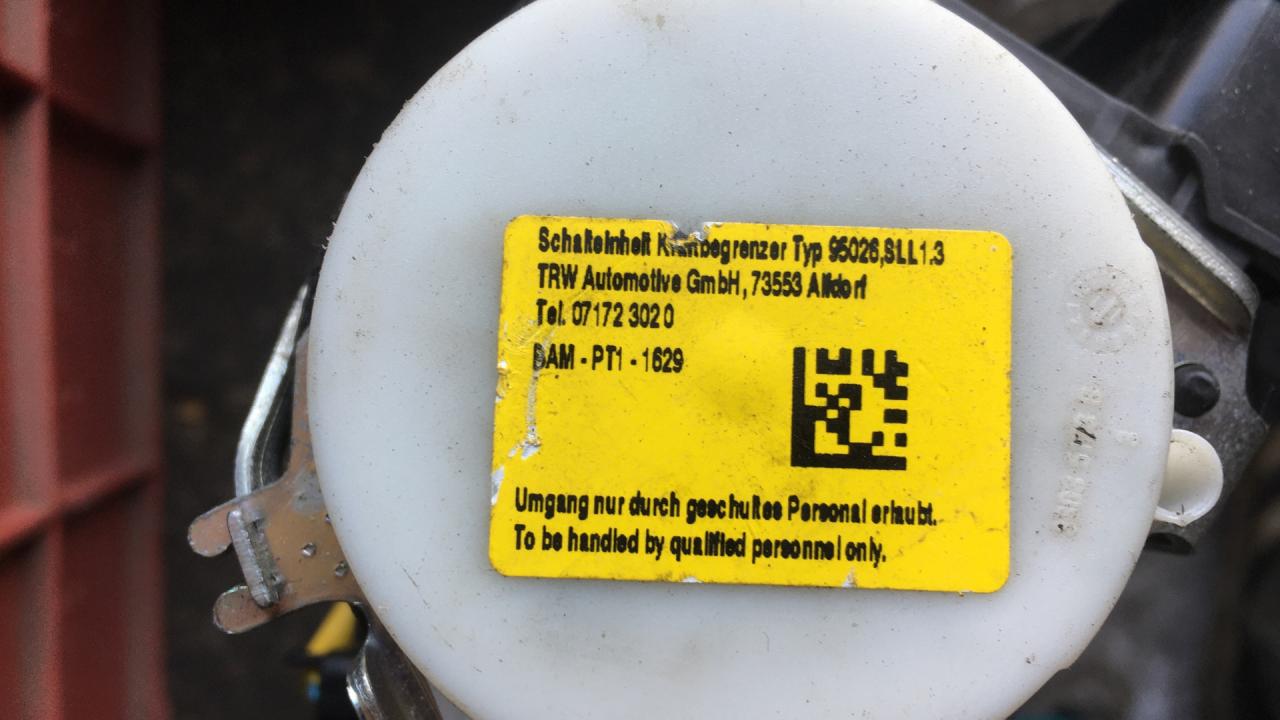 Schalteinheit Kraftbegrenzer Typ 95026,SLL1.3
TRW Automotive GmbH, 73553 Alfdorf
Tel. 07172 302 0
BAM - PT1 - 1629
Umgang nur durch geschultes Personal erlaubt.
To be handled by qualified personnel only.